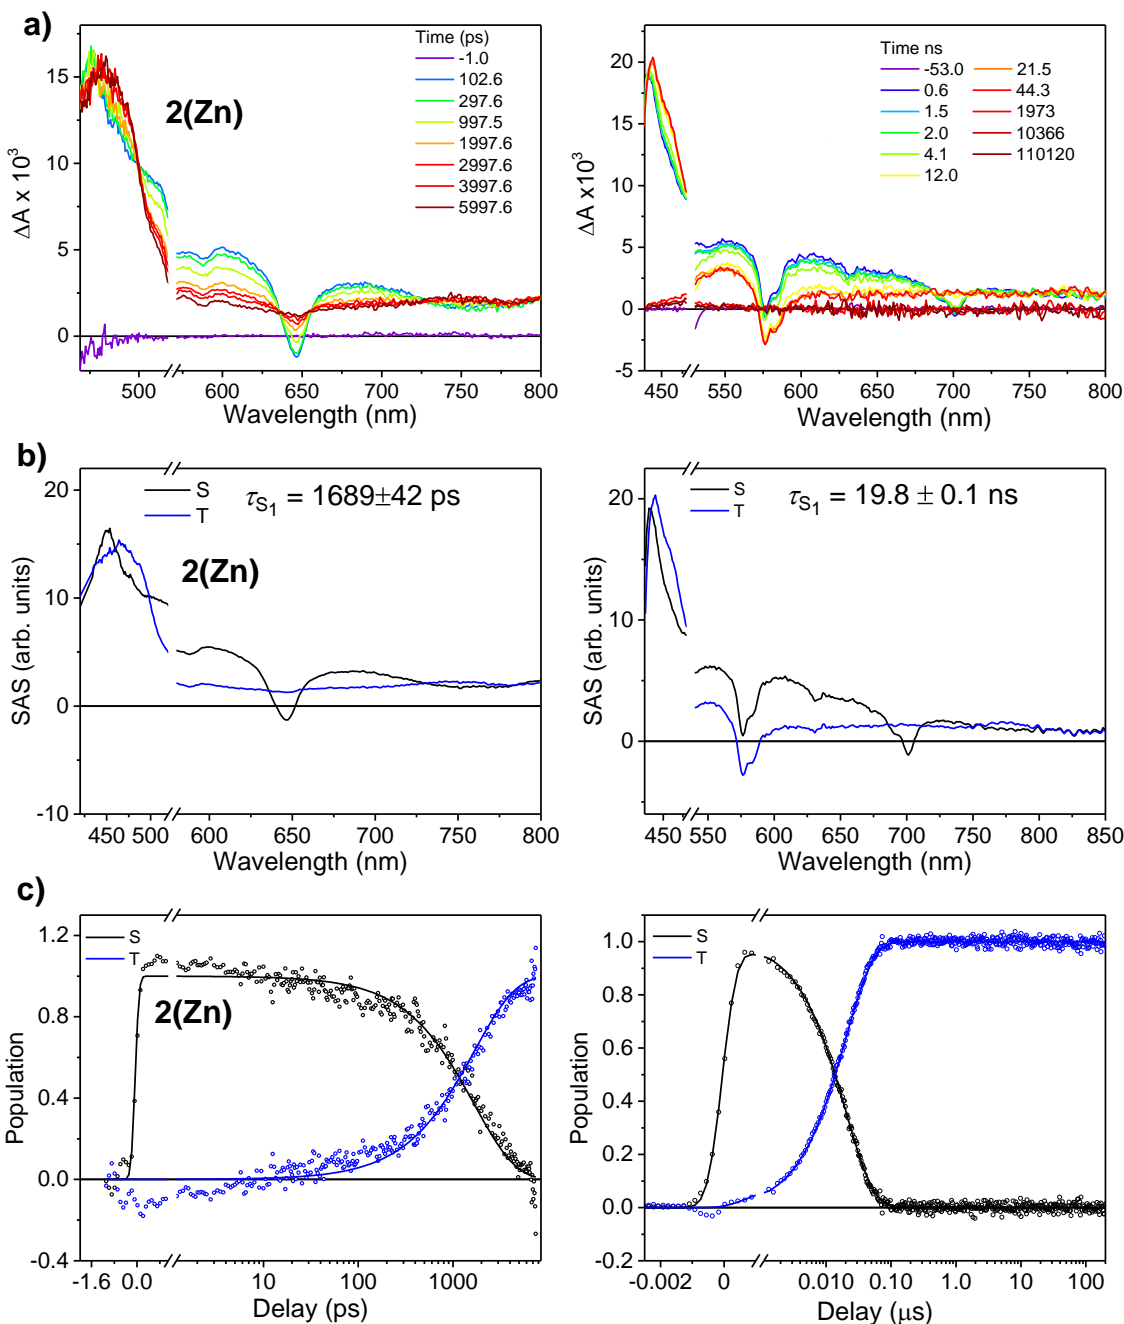 a)
ΔA x 10³
15
10
5
0
500
600
650
700
750
800
Wavelength (nm)
2(Zn)
Time (ps)
-1.0
102.6
297.6
997.5
1997.6
2997.6
3997.6
5997.6
ΔA x10³
20
15
10
5
0
-5
450
550
600
650
700
750
800
Wavelength (nm)
Time ns
-53.0
0.6
1.5
2.0
4.1
12.0
21.5
44.3
1973
10366
110120
b)
SAS (arb. units)
20
10
0
-10
450
500
600
650
700
750
800
Wavelength (nm)
S
T
τS₁ = 1689±42 ps
2(Zn)
SAS (arb. units)
20
10
0
450
550
600
650
700
750
800
850
Wavelength (nm)
S
T
τS₁ = 19.8 ± 0.1 ns
c)
Population
1.2
0.8
0.4
0.0
-0.4
-1.6
0.0
10
100
1000
Delay (ps)
S
T
2(Zn)
Population
1.0
0.8
0.6
0.4
0.2
0.0
-0.2
-0.002
0
0.010
0.10
1.0
10
100
Delay (μs)
S
T